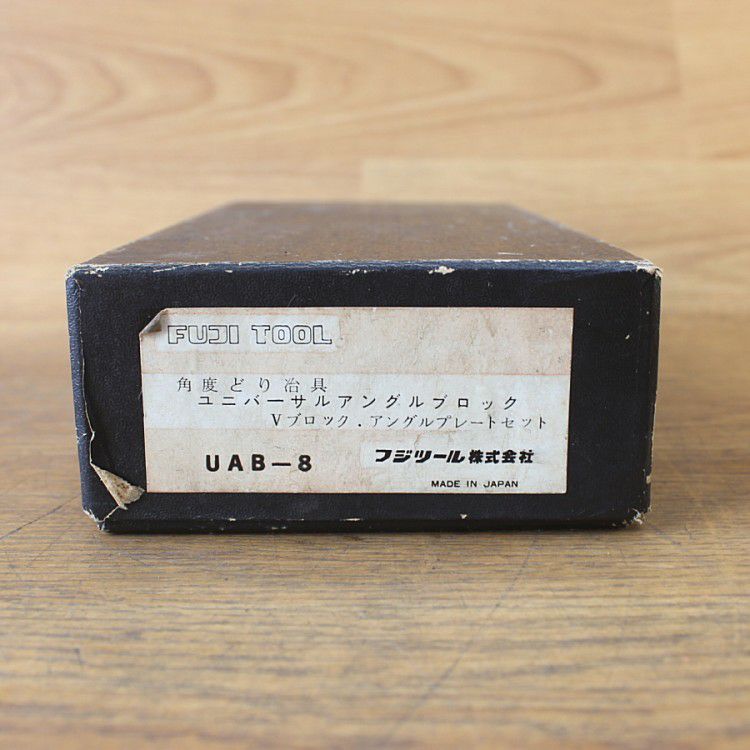 FUJI TOOL
角度どり冶具
ユニバーサルアングルブロック
Vブロック.アングルプレートセット
UAB-8
フジツール株式会社
MADE IN JAPAN